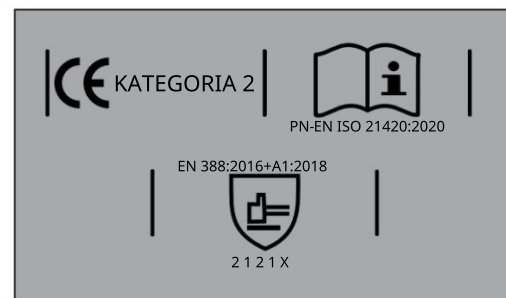 CE KATEGORIA 2
i
PN-EN ISO 21420:2020
EN 388:2016+A1:2018
2 1 2 1 X